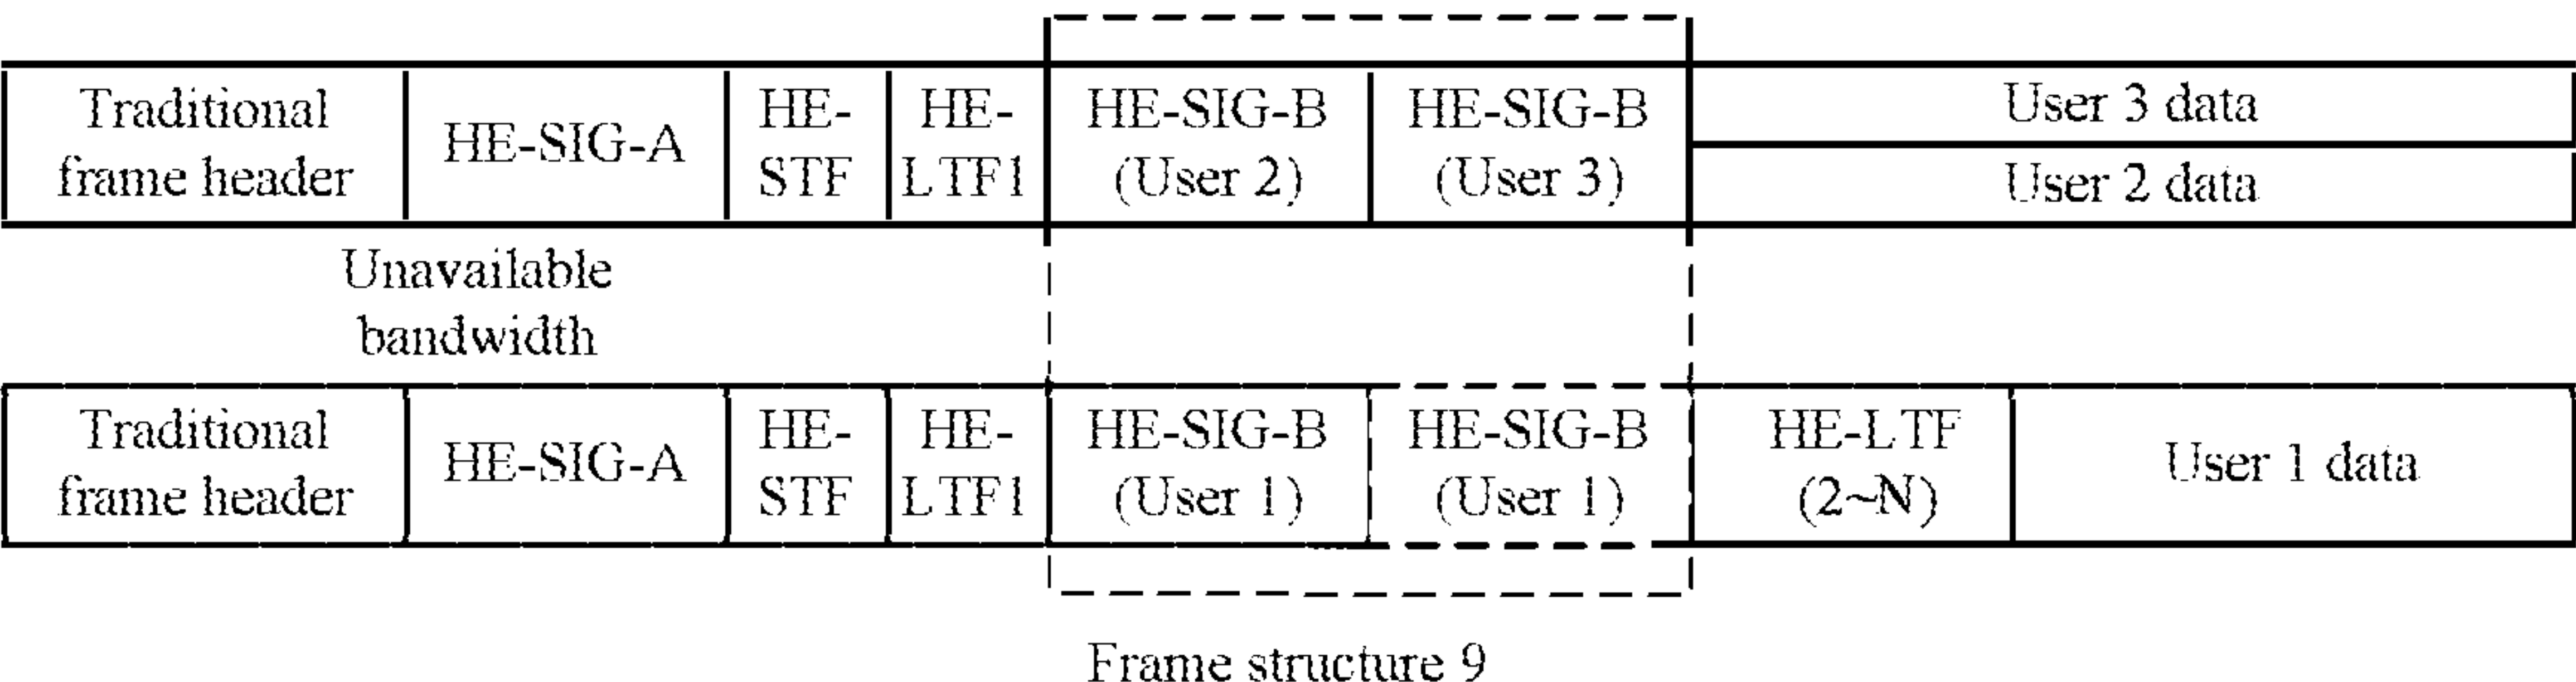 Traditional
frame header
HE-SIG-A
HE-
STF
HE-
LTF1
HE-SIG-B
(User 2)
HE-SIG-B
(User 3)
User 3 data
User 2 data
Unavailable
bandwidth
Traditional
frame header
HE-SIG-A
HE-
STF
HE-
LTF1
HE-SIG-B
(User 1)
HE-SIG-B
(User 1)
HE-LTF
(2~N)
User 1 data
Frame structure 9